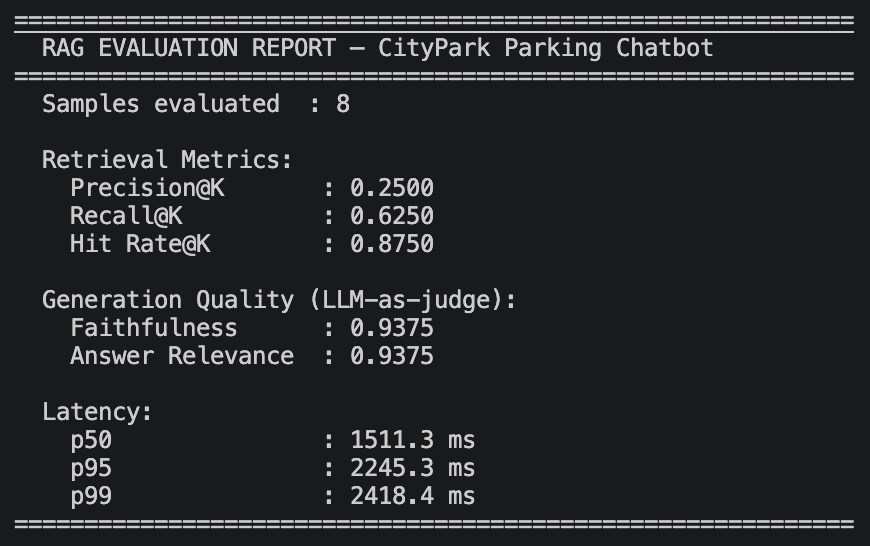 ============================================================
RAG EVALUATION REPORT — CityPark Parking Chatbot
============================================================
Samples evaluated : 8
Retrieval Metrics:
Precision@K : 0.2500
Recall@K : 0.6250
Hit Rate@K : 0.8750
Generation Quality (LLM-as-judge):
Faithfulness : 0.9375
Answer Relevance : 0.9375
Latency:
p50 : 1511.3 ms
p95 : 2245.3 ms
p99 : 2418.4 ms
============================================================